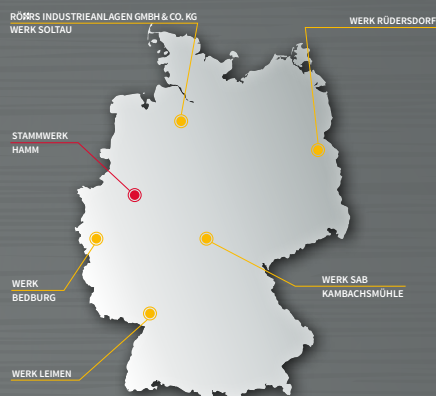 RÖHRS INDUSTRIEANLAGEN GMBH & CO. KG
WERK SOLTAU
WERK RÜDERSDORF
STAMMWERK
HAMM
WERK
BEDBURG
WERK SAB
KAMBACHSMÜHLE
WERK LEIMEN